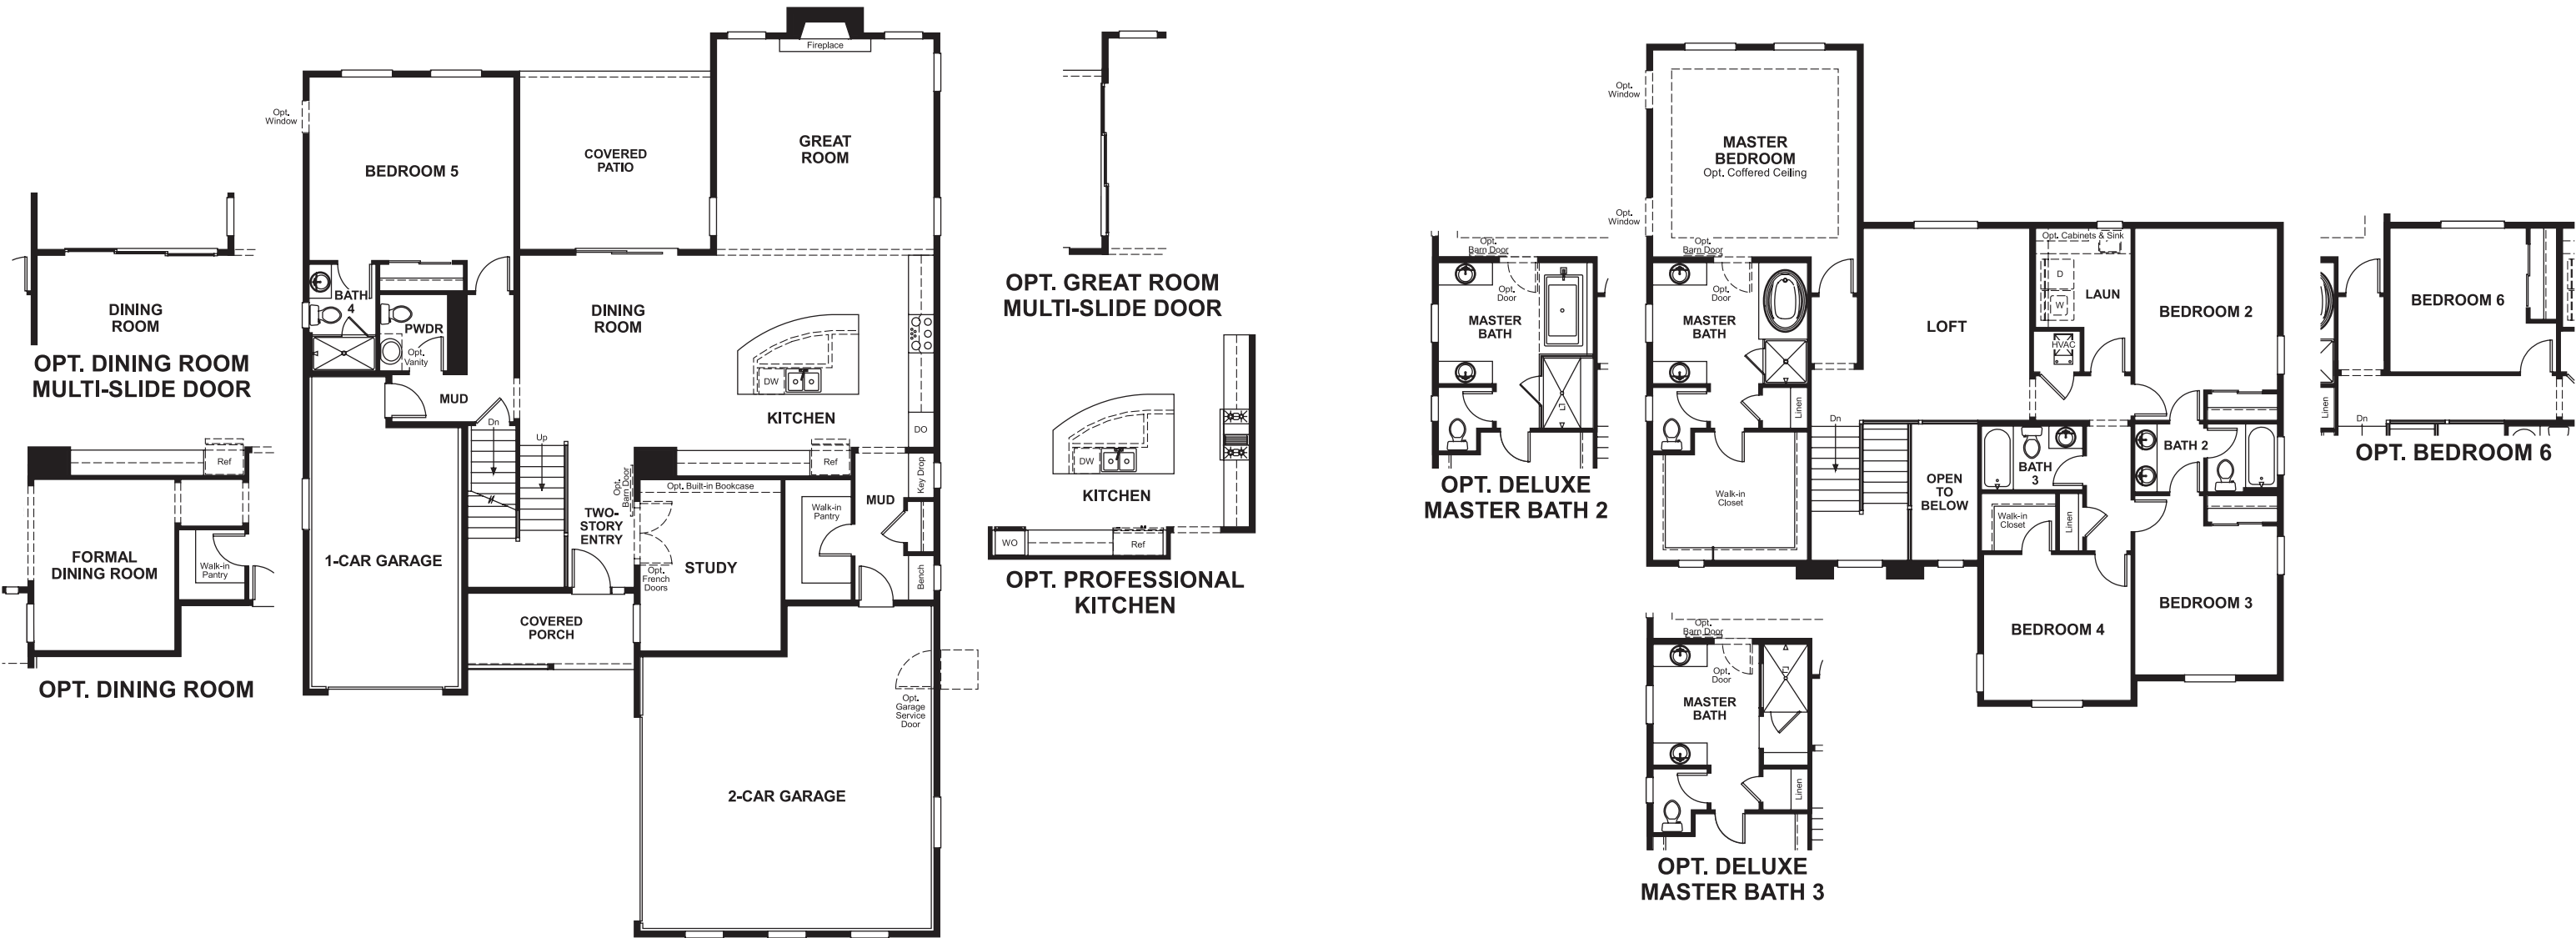 DINING
ROOM
OPT. DINING ROOM
MULTI-SLIDE DOOR
Ref
FORMAL
DINING ROOM
Walk-in
Pantry
OPT. DINING ROOM
Fireplace
Opt.
Window
BEDROOM 5
COVERED
PATIO
GREAT
ROOM
BATH
4
PWDR
Opt.
Vanity
DINING
ROOM
DW
KITCHEN
DO
MUD
Dn
Up
Ref
Opt.
Barn Door
Opt. Built-in Bookcase
Key Drop
MUD
Walk-in
Pantry
TWO-
STORY
ENTRY
1-CAR GARAGE
Opt.
French
Doors
STUDY
Bench
COVERED
PORCH
Opt.
Garage
Service
Door
2-CAR GARAGE
OPT. GREAT ROOM
MULTI-SLIDE DOOR
DW
KITCHEN
WO
Ref
OPT. PROFESSIONAL
KITCHEN
Opt.
Barn Door
Opt.
Door
MASTER
BATH
OPT. DELUXE
MASTER BATH 2
Opt.
Window
MASTER
BEDROOM
Opt. Coffered Ceiling
Opt.
Window
Opt.
Barn Door
Opt.
Door
MASTER
BATH
Linen
Walk-in
Closet
LOFT
Opt. Cabinets & Sink
D
W
LAUN
HVAC
BEDROOM 2
Dn
OPEN
TO
BELOW
BATH
3
BATH 2
Walk-in
Closet
Linen
BEDROOM 3
BEDROOM 4
Opt.
Barn Door
Opt.
Door
MASTER
BATH
Linen
OPT. DELUXE
MASTER BATH 3
BEDROOM 6
Linen
Dn
OPT. BEDROOM 6